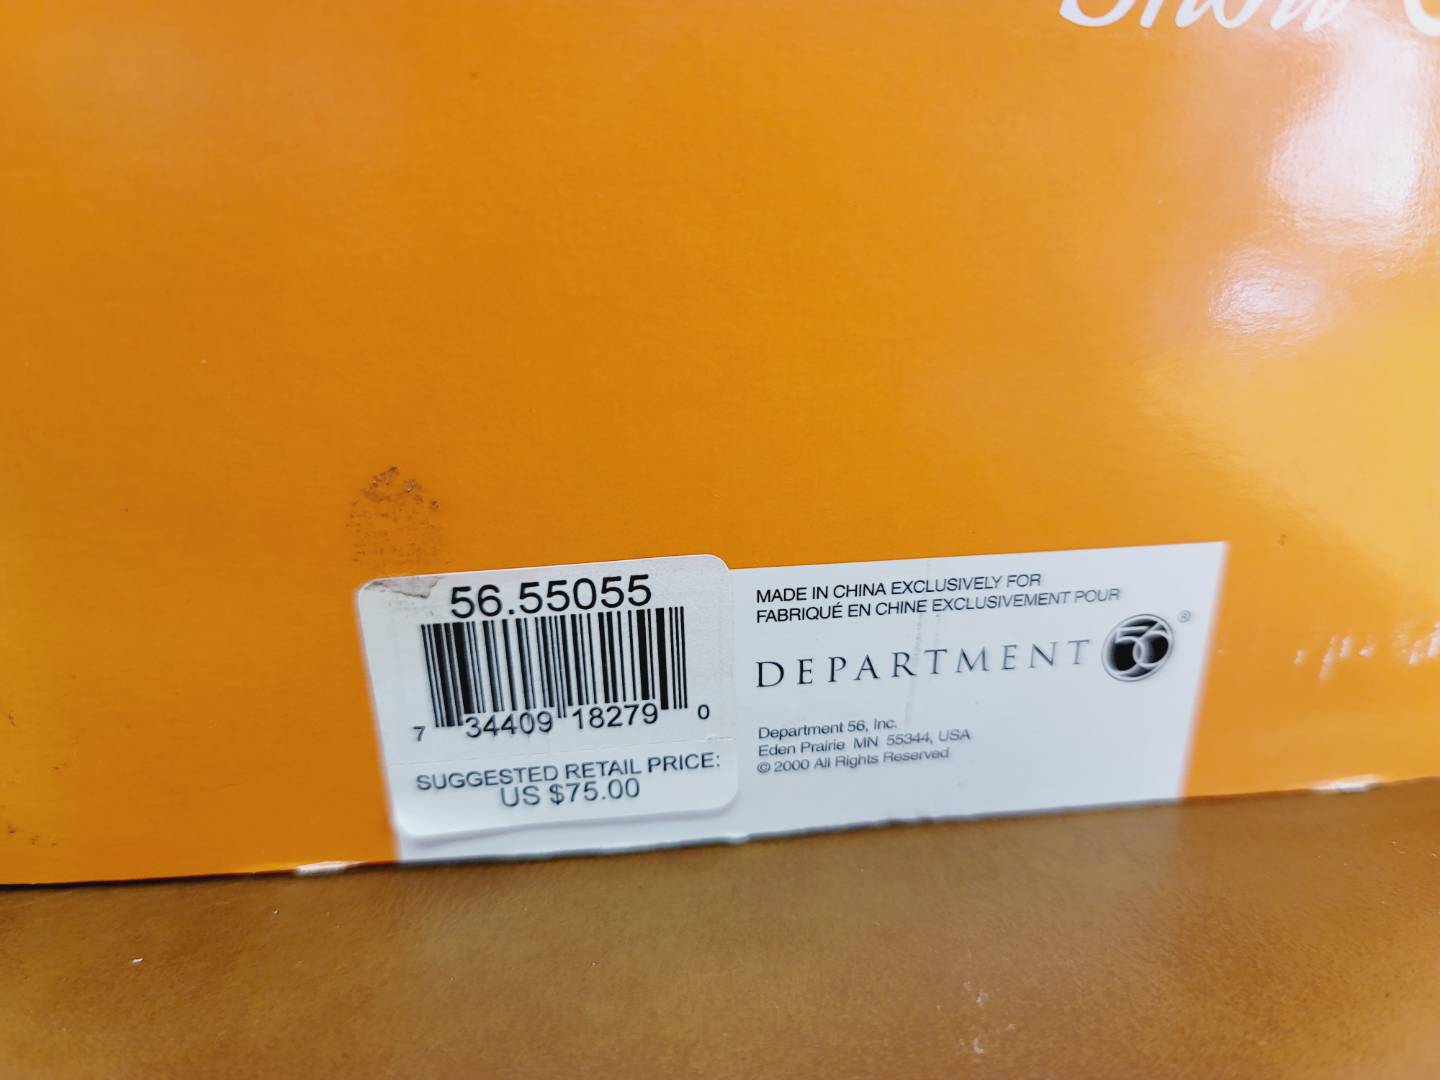 Snow
56.55055
7 34409 18279 0
SUGGESTED RETAIL PRICE:
US $75.00
MADE IN CHINA EXCLUSIVELY FOR
FABRIQUÉ EN CHINE EXCLUSIVEMENT POUR
DEPARTMENT 56 ®
Department 56, Inc.
Eden Prairie MN 55344, USA
© 2000 All Rights Reserved